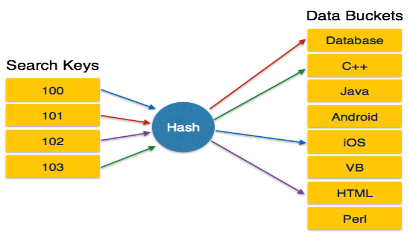 Data Buckets
Search Keys
Database
C++
100
Java
101
Android
Hash
102
iOS
103
VB
HTML
Perl